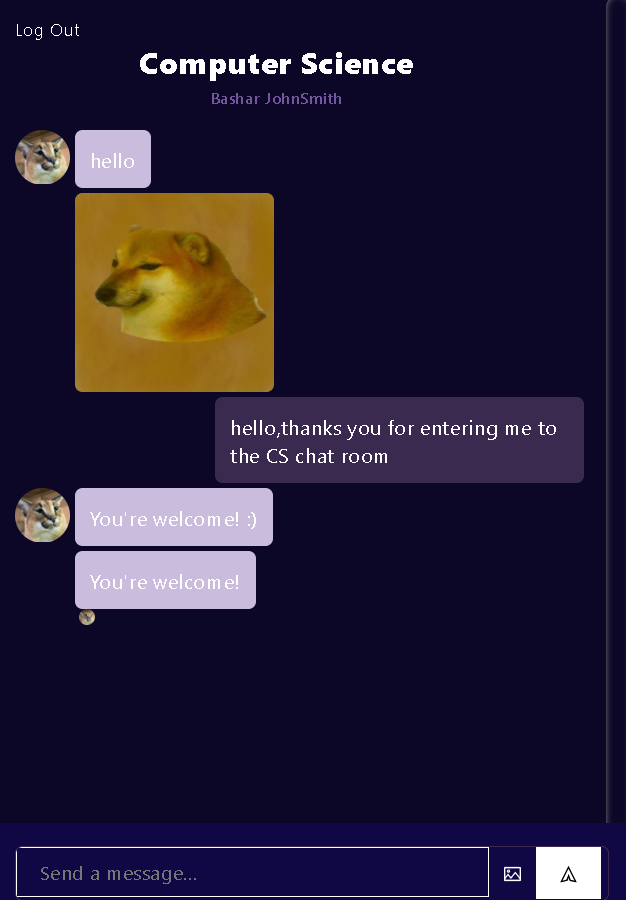 Log Out
Computer Science
Bashar JohnSmith
hello
hello,thanks you for entering me to
the CS chat room
You're welcome! :)
You're welcome!
Send a message...